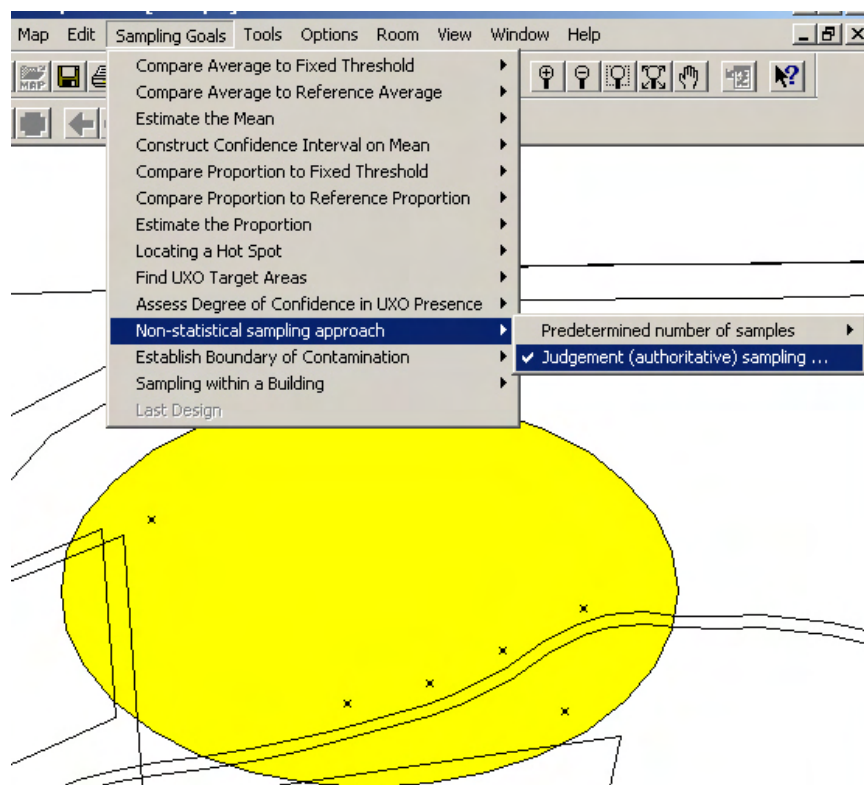 Map Edit Sampling Goals Tools Options Room View Window Help
MAP
Compare Average to Fixed Threshold
Compare Average to Reference Average
Estimate the Mean
Construct Confidence Interval on Mean
Compare Proportion to Fixed Threshold
Compare Proportion to Reference Proportion
Estimate the Proportion
Locating a Hot Spot
Find UXO Target Areas
Assess Degree of Confidence in UXO Presence
Non-statistical sampling approach
Predetermined number of samples
Establish Boundary of Contamination
Judgement (authoritative) sampling ...
Sampling within a Building
Last Design